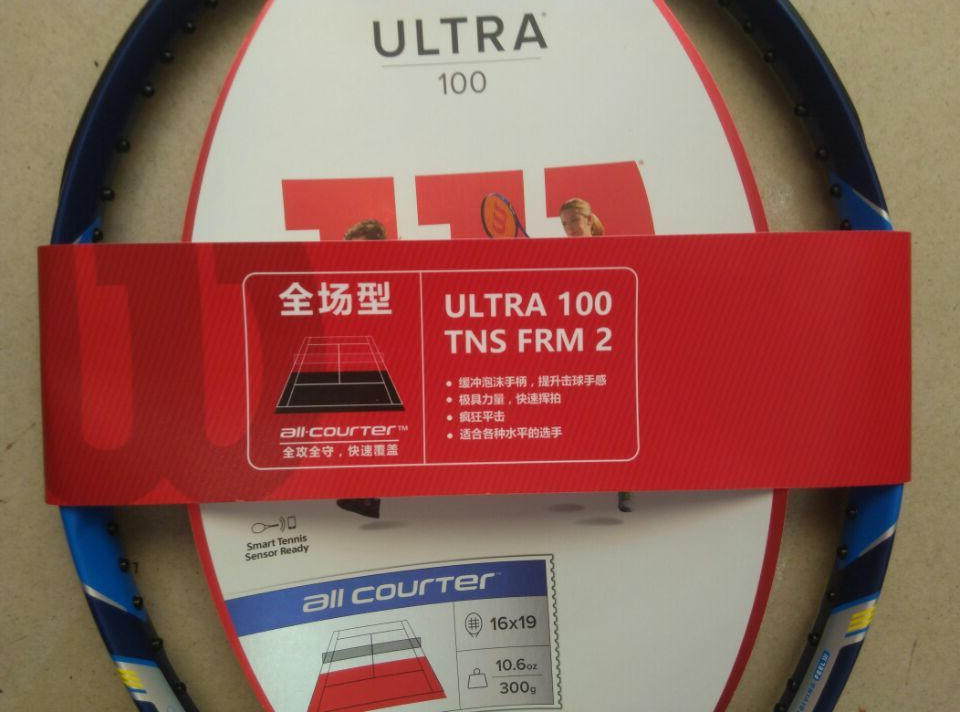 ULTRA
100
全场型
all-courter™
全攻全守，快速覆盖
ULTRA 100
TNS FRM 2
• 缓冲泡沫手柄，提升击球手感
• 极具力量，快速挥拍
• 疯狂平击
• 适合各种水平的选手
Smart Tennis
Sensor Ready
all courter™
16x19
10.6oz
300g
FEEL